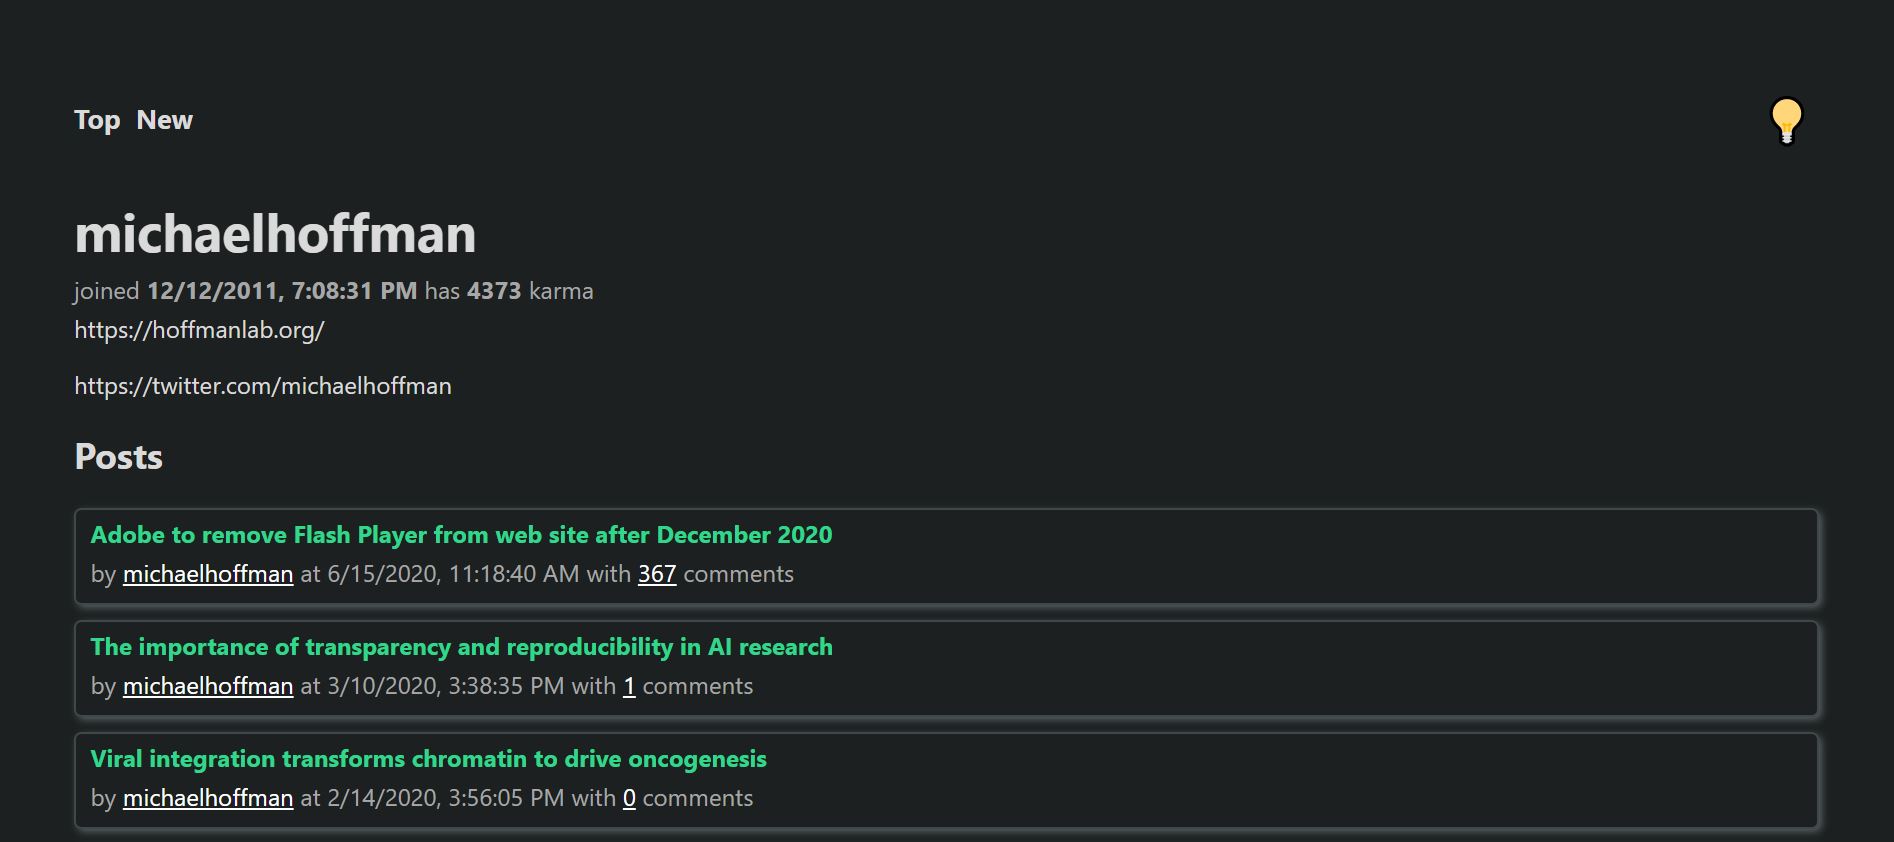 Top New
michaelhoffman
joined 12/12/2011, 7:08:31 PM has 4373 karma
https://hoffmanlab.org/
https://twitter.com/michaelhoffman
Posts
Adobe to remove Flash Player from web site after December 2020
by michaelhoffman at 6/15/2020, 11:18:40 AM with 367 comments
The importance of transparency and reproducibility in AI research
by michaelhoffman at 3/10/2020, 3:38:35 PM with 1 comments
Viral integration transforms chromatin to drive oncogenesis
by michaelhoffman at 2/14/2020, 3:56:05 PM with 0 comments